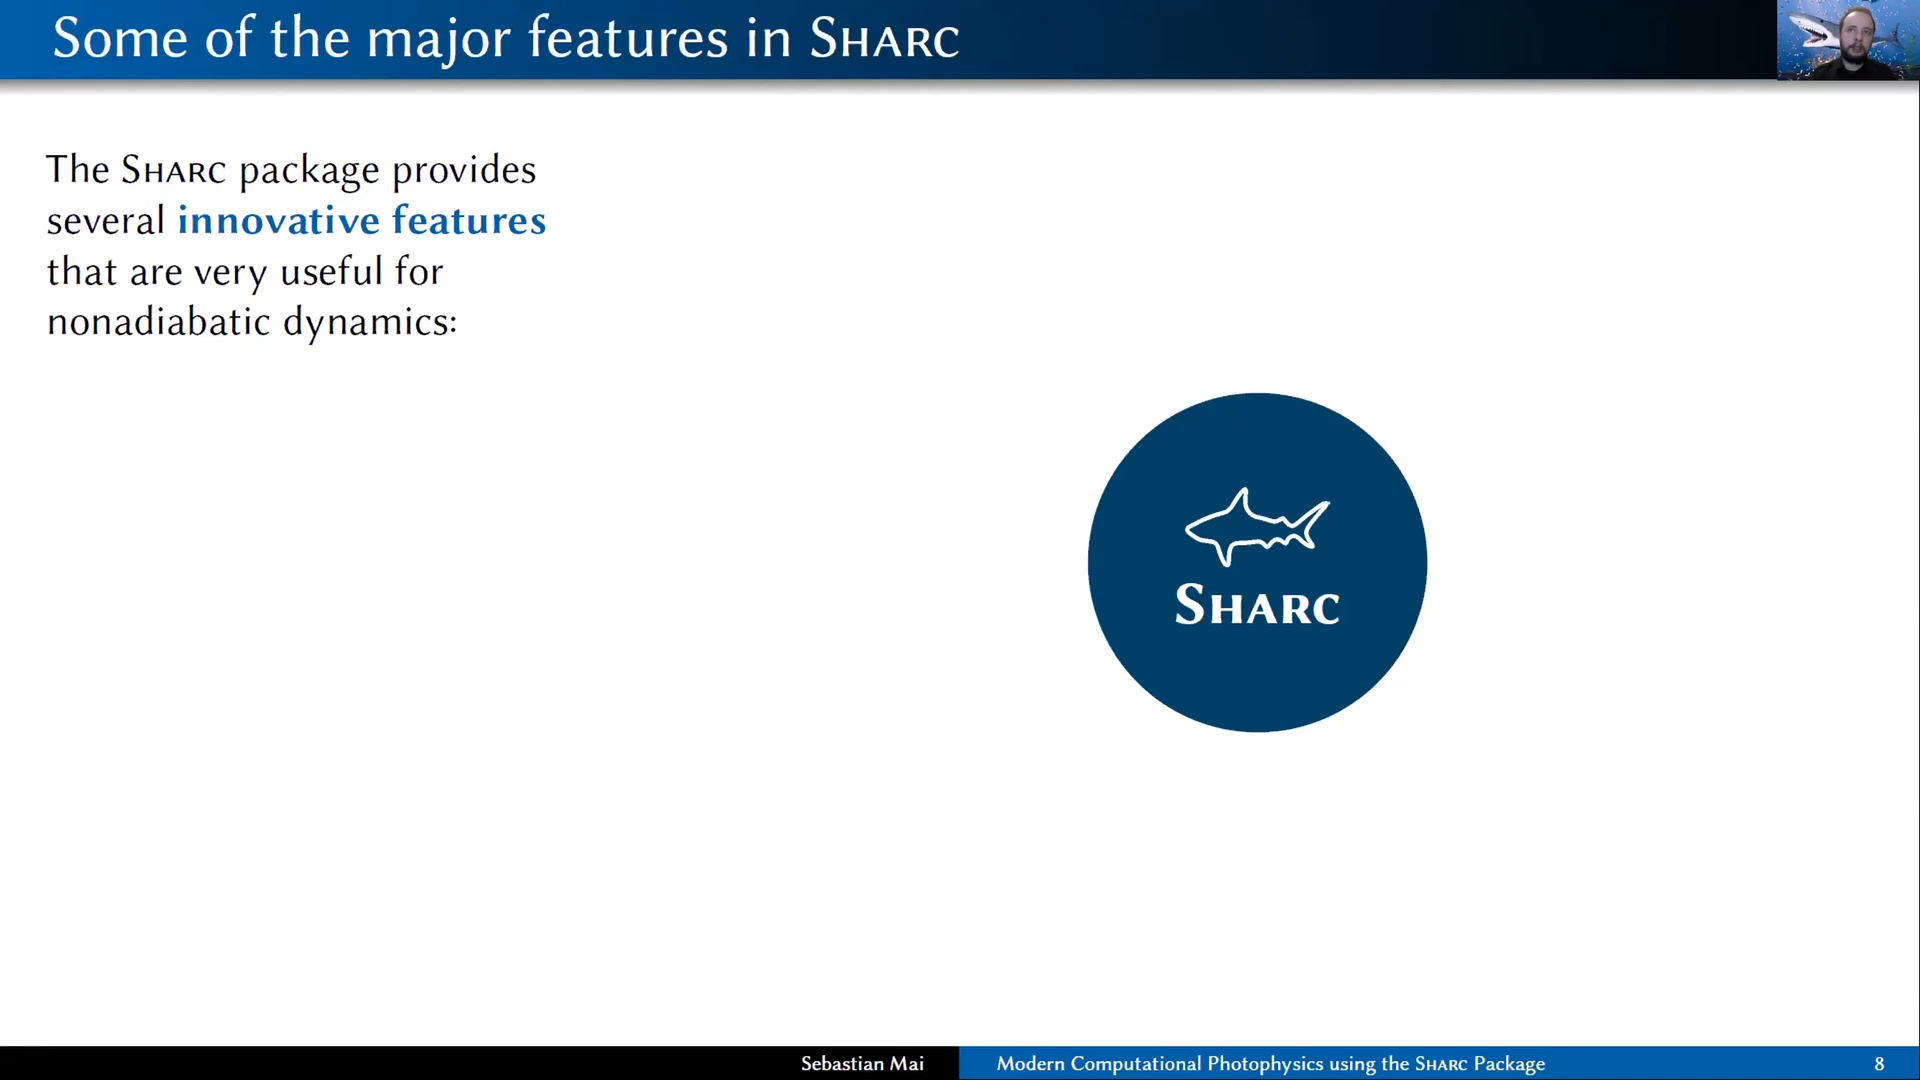 Some of the major features in SHARC
The SHARC package provides
several innovative features
that are very useful for
nonadiabatic dynamics:
SHARC
Sebastian Mai
Modern Computational Photophysics using the SHARC Package
8